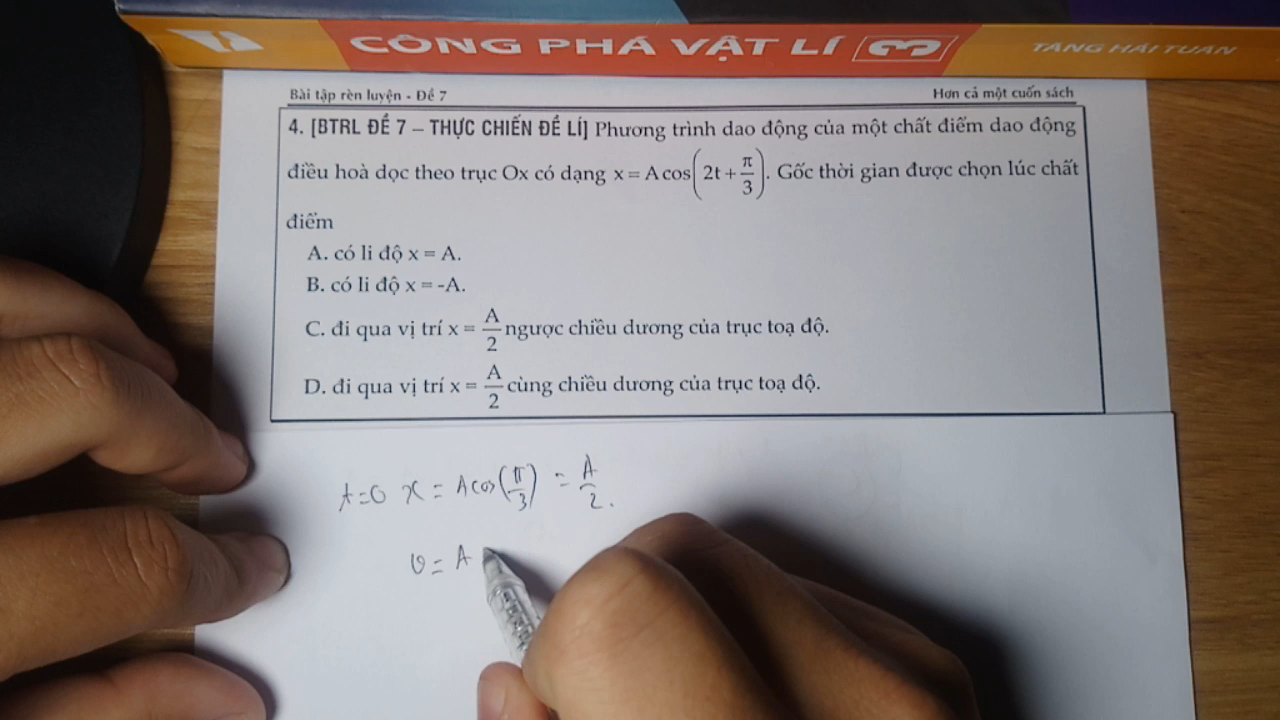 CÔNG PHÁ VẬT LÍ 3 TĂNG HẢI TUÂN
Bài tập rèn luyện - Đề 7 Hơn cả một cuốn sách
4. [BTRL ĐỀ 7 – THỰC CHIẾN ĐỀ LÍ] Phương trình dao động của một chất điểm dao động
điều hoà dọc theo trục Ox có dạng x = A cos(2t + π/3). Gốc thời gian được chọn lúc chất
điểm
A. có li độ x = A.
B. có li độ x = -A.
C. đi qua vị trí x = A/2 ngược chiều dương của trục toạ độ.
D. đi qua vị trí x = A/2 cùng chiều dương của trục toạ độ.
t=0 x = A cos(π/3) = A/2.
v = A